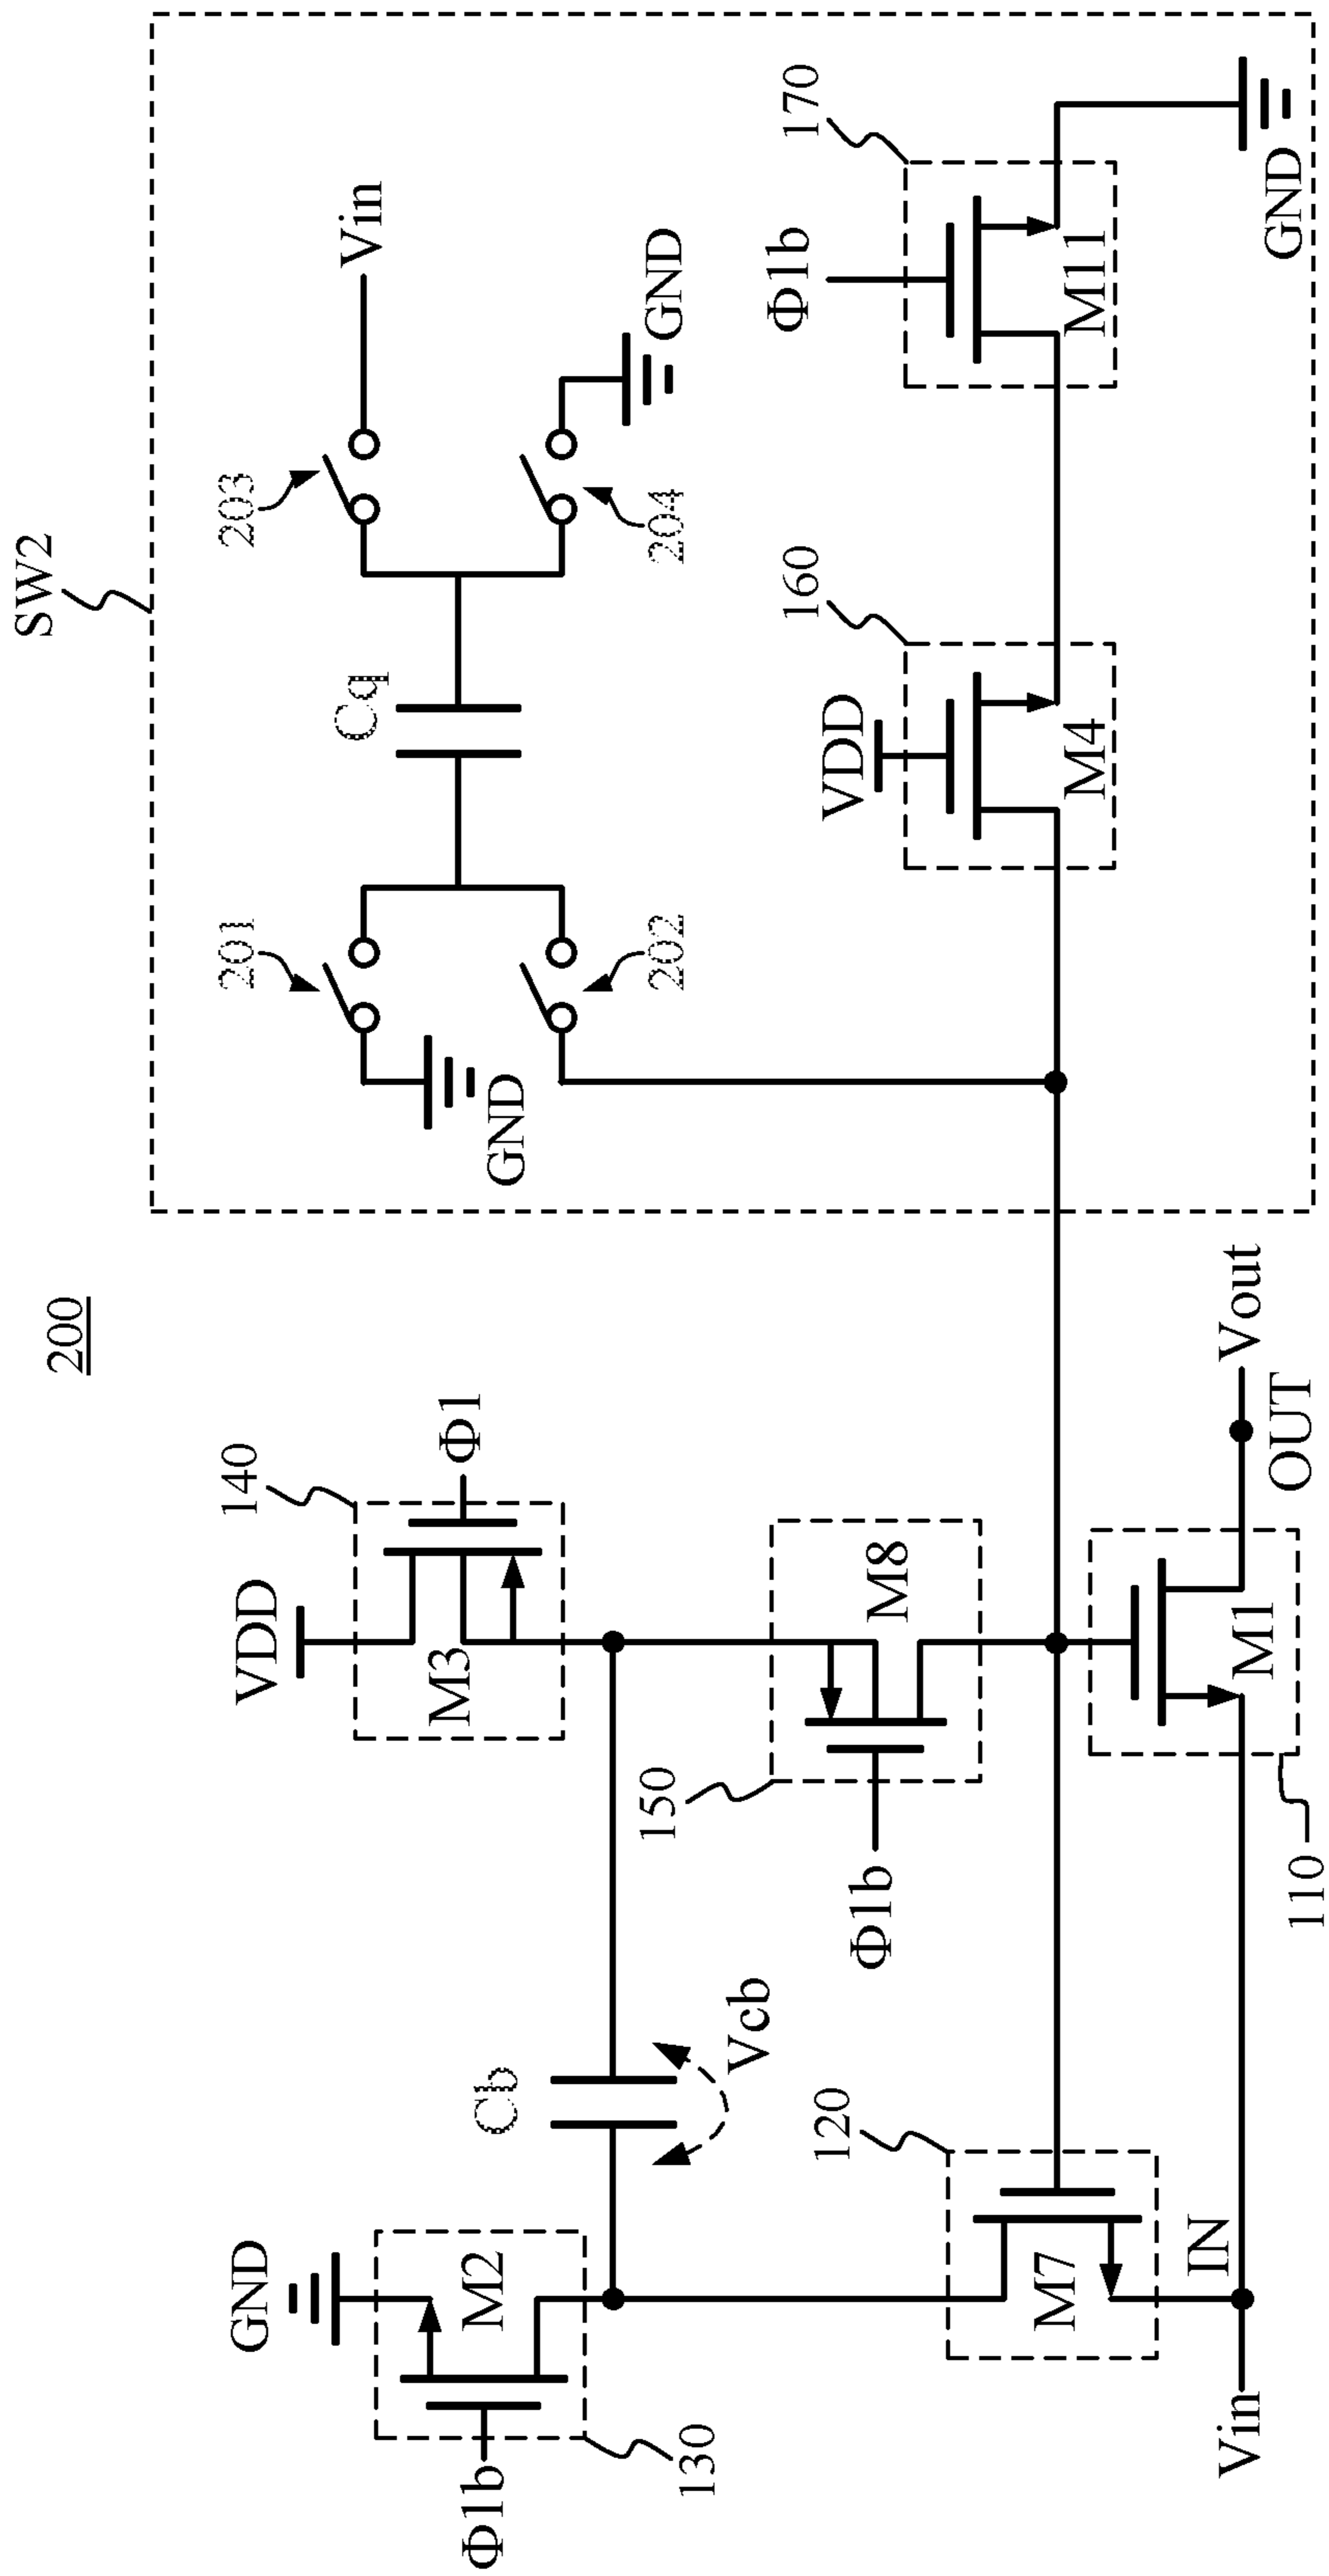 200
SW2
GND
VDD
140
Φ1
M3
201
203
Vin
Cq
GND
202
204
GND
Φ1b
M2
130
Cb
Vcb
150
M8
Φ1b
VDD
160
M4
Φ1b
170
M11
GND
120
M7
IN
Vin
110
M1
OUT
Vout